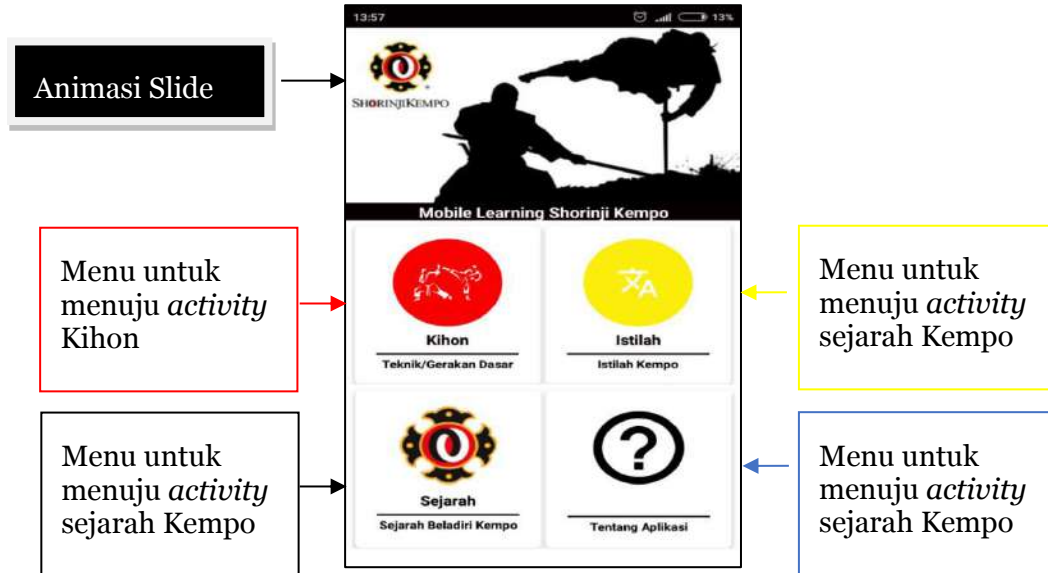 13:57
13%
Animasi Slide
SHORINJI KEMPO
Mobile Learning Shorinji Kempo
Menu untuk
menuju activity
Kihon
Kihon
Teknik/Gerakan Dasar
Istilah
Istilah Kempo
Menu untuk
menuju activity
sejarah Kempo
Menu untuk
menuju activity
sejarah Kempo
Sejarah
Sejarah Beladiri Kempo
?
Tentang Aplikasi
Menu untuk
menuju activity
sejarah Kempo